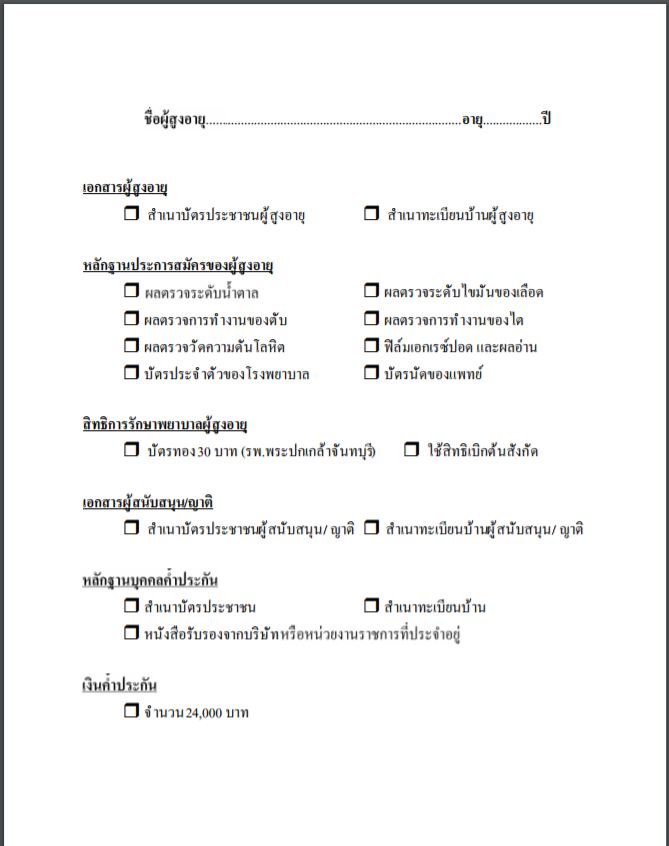 ชื่อผู้สูงอายุ..........................................................................อายุ.................ปี
เอกสารผู้สูงอายุ
❒ สำเนาบัตรประชาชนผู้สูงอายุ ❒ สำเนาทะเบียนบ้านผู้สูงอายุ
หลักฐานประการสมัครของผู้สูงอายุ
❒ ผลตรวจระดับน้ำตาล ❒ ผลตรวจระดับไขมันของเลือด
❒ ผลตรวจการทำงานของตับ ❒ ผลตรวจการทำงานของไต
❒ ผลตรวจวัดความดันโลหิต ❒ ฟิล์มเอกเรซ์ปอด และผลอ่าน
❒ บัตรประจำตัวของโรงพยาบาล ❒ บัตรนัดของแพทย์
สิทธิการรักษาพยาบาลผู้สูงอายุ
❒ บัตรทอง 30 บาท (รพ.พระปกเกล้าจันทบุรี) ❒ ใช้สิทธิเบิกต้นสังกัด
เอกสารผู้สนับสนุน/ญาติ
❒ สำเนาบัตรประชาชนผู้สนับสนุน/ ญาติ ❒ สำเนาทะเบียนบ้านผู้สนับสนุน/ ญาติ
หลักฐานบุคคลค้ำประกัน
❒ สำเนาบัตรประชาชน ❒ สำเนาทะเบียนบ้าน
❒ หนังสือรับรองจากบริษัทหรือหน่วยงานราชการที่ประจำอยู่
เงินค้ำประกัน
❒ จำนวน 24,000 บาท